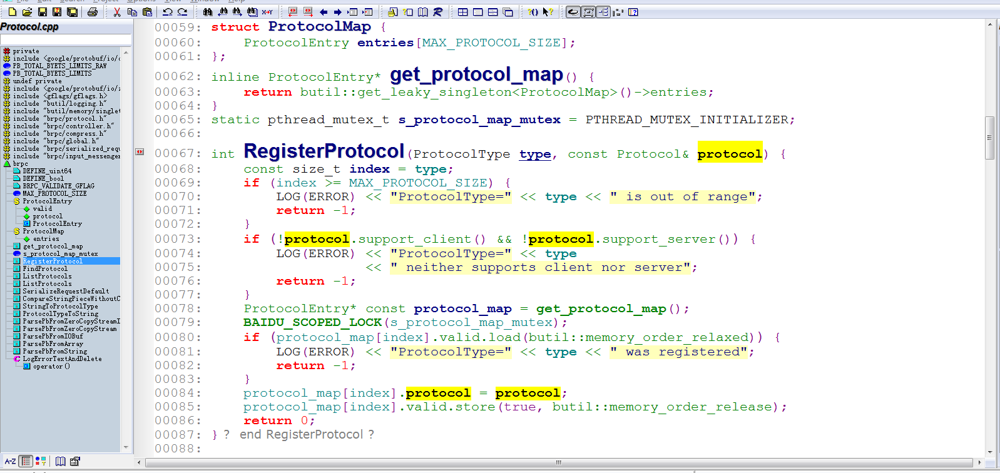 File Edit Search Project Options View Window Help
Protocol.cpp
private
include <google/protobuf/io/c
PB_TOTAL_BYETS_LIMITS_RAW
PB_TOTAL_BYETS_LIMITS
undef private
include <google/protobuf/io/z
include <gflags/gflags.h>
include "butil/logging.h"
include "butil/memory/singlet
include "brpc/protocol.h"
include "brpc/controller.h"
include "brpc/compress.h"
include "brpc/global.h"
include "brpc/serialized_requ
include "brpc/input_messenger
brpc
DEFINE_uint64
DEFINE_bool
BRPC_VALIDATE_GFLAG
MAX_PROTOCOL_SIZE
ProtocolEntry
valid
protocol
ProtocolEntry
ProtocolMap
entries
get_protocol_map
s_protocol_map_mutex
RegisterProtocol
FindProtocol
ListProtocols
ListProtocols
SerializeRequestDefault
CompareStringPieceWithoutC
StringToProtocolType
ProtocolTypeToString
ParsePbFromZeroCopyStreamI
ParsePbFromZeroCopyStream
ParsePbFromIOBuf
ParsePbFromArray
ParsePbFromString
LogErrorTextAndDelete
operator()
A-Z
00059: struct ProtocolMap {
00060:     ProtocolEntry entries[MAX_PROTOCOL_SIZE];
00061: };
00062: inline ProtocolEntry* get_protocol_map() {
00063:     return butil::get_leaky_singleton<ProtocolMap>()->entries;
00064: }
00065: static pthread_mutex_t s_protocol_map_mutex = PTHREAD_MUTEX_INITIALIZER;
00066:
00067: int RegisterProtocol(ProtocolType type, const Protocol& protocol) {
00068:     const size_t index = type;
00069:     if (index >= MAX_PROTOCOL_SIZE) {
00070:         LOG(ERROR) << "ProtocolType=" << type << " is out of range";
00071:         return -1;
00072:     }
00073:     if (!protocol.support_client() && !protocol.support_server()) {
00074:         LOG(ERROR) << "ProtocolType=" << type
00075:                    << " neither supports client nor server";
00076:         return -1;
00077:     }
00078:     ProtocolEntry* const protocol_map = get_protocol_map();
00079:     BAIDU_SCOPED_LOCK(s_protocol_map_mutex);
00080:     if (protocol_map[index].valid.load(butil::memory_order_relaxed)) {
00081:         LOG(ERROR) << "ProtocolType=" << type << " was registered";
00082:         return -1;
00083:     }
00084:     protocol_map[index].protocol = protocol;
00085:     protocol_map[index].valid.store(true, butil::memory_order_release);
00086:     return 0;
00087: } ? end RegisterProtocol ?
00088: